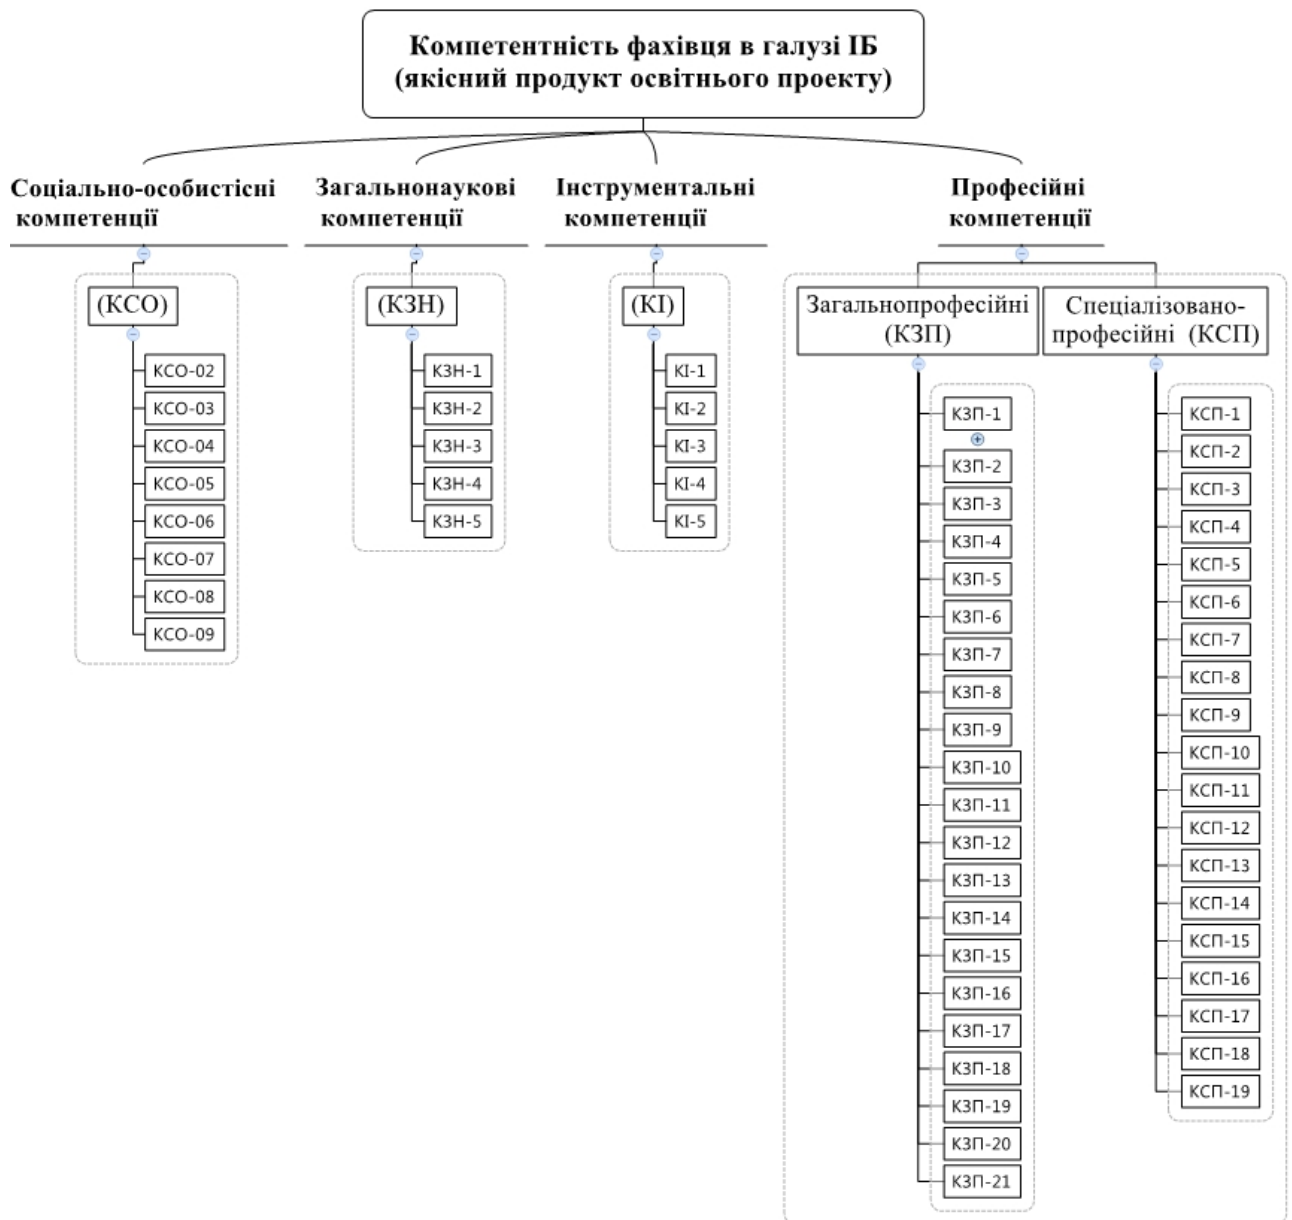 Компетентність фахівця в галузі ІБ
(якісний продукт освітнього проекту)
Соціально-особистісні
компетенції
Загальнонаукові
компетенції
Інструментальні
компетенції
Професійні
компетенції
(КСО)
КСО-02
КСО-03
КСО-04
КСО-05
КСО-06
КСО-07
КСО-08
КСО-09
(КЗН)
КЗН-1
КЗН-2
КЗН-3
КЗН-4
КЗН-5
(КІ)
КІ-1
КІ-2
КІ-3
КІ-4
КІ-5
Загальнопрофесійні
(КЗП)
КЗП-1
КЗП-2
КЗП-3
КЗП-4
КЗП-5
КЗП-6
КЗП-7
КЗП-8
КЗП-9
КЗП-10
КЗП-11
КЗП-12
КЗП-13
КЗП-14
КЗП-15
КЗП-16
КЗП-17
КЗП-18
КЗП-19
КЗП-20
КЗП-21
Спеціалізовано-
професійні (КСП)
КСП-1
КСП-2
КСП-3
КСП-4
КСП-5
КСП-6
КСП-7
КСП-8
КСП-9
КСП-10
КСП-11
КСП-12
КСП-13
КСП-14
КСП-15
КСП-16
КСП-17
КСП-18
КСП-19